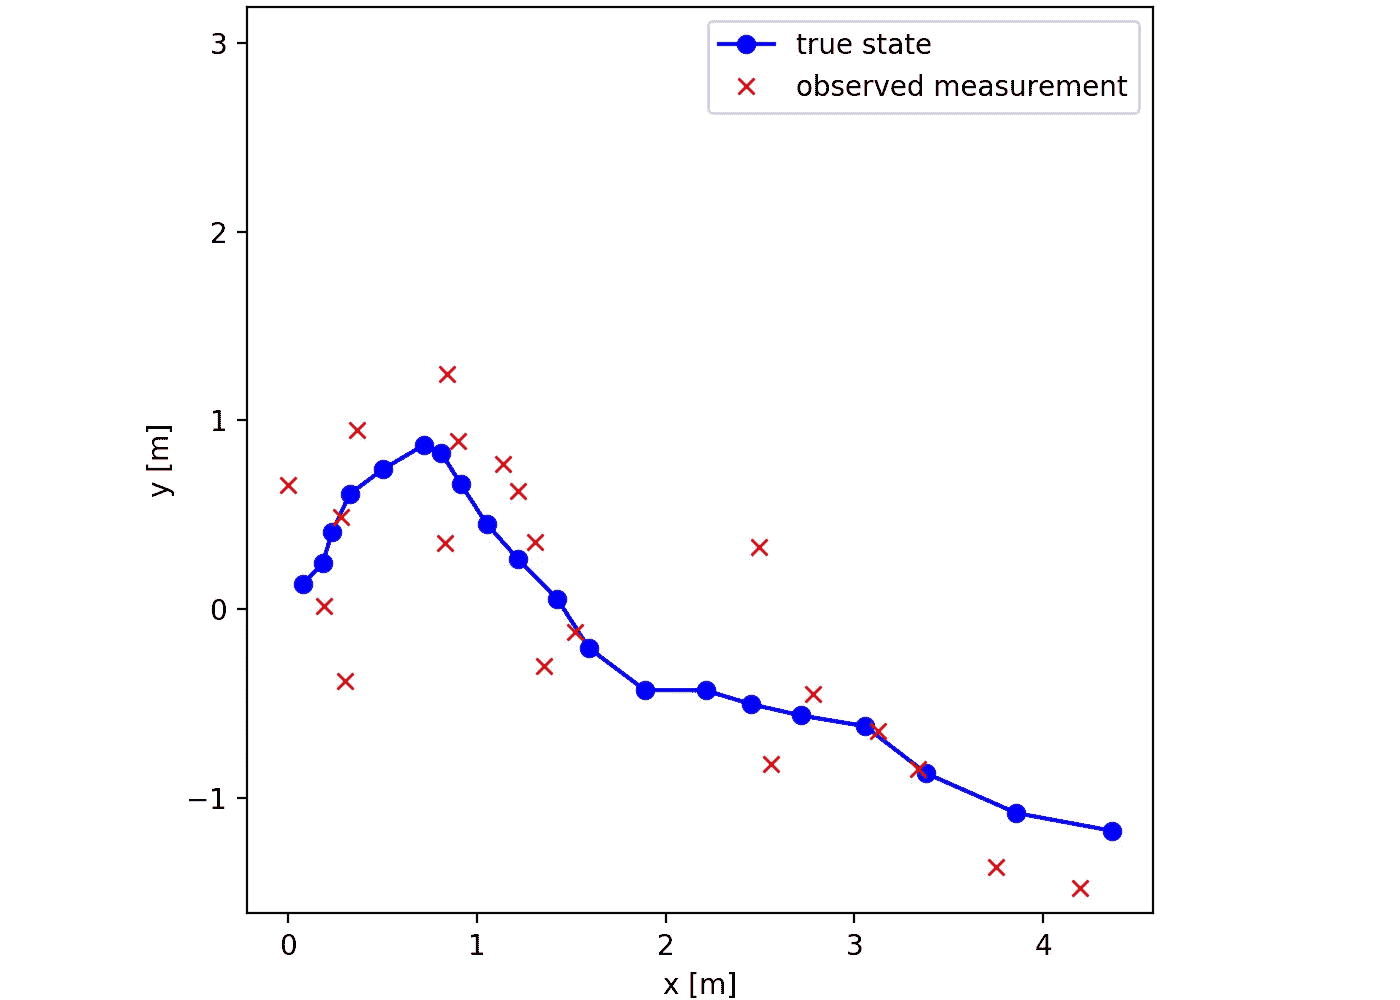 true state
observed measurement
3
2
1
0
−1
y [m]
0 1 2 3 4
x [m]